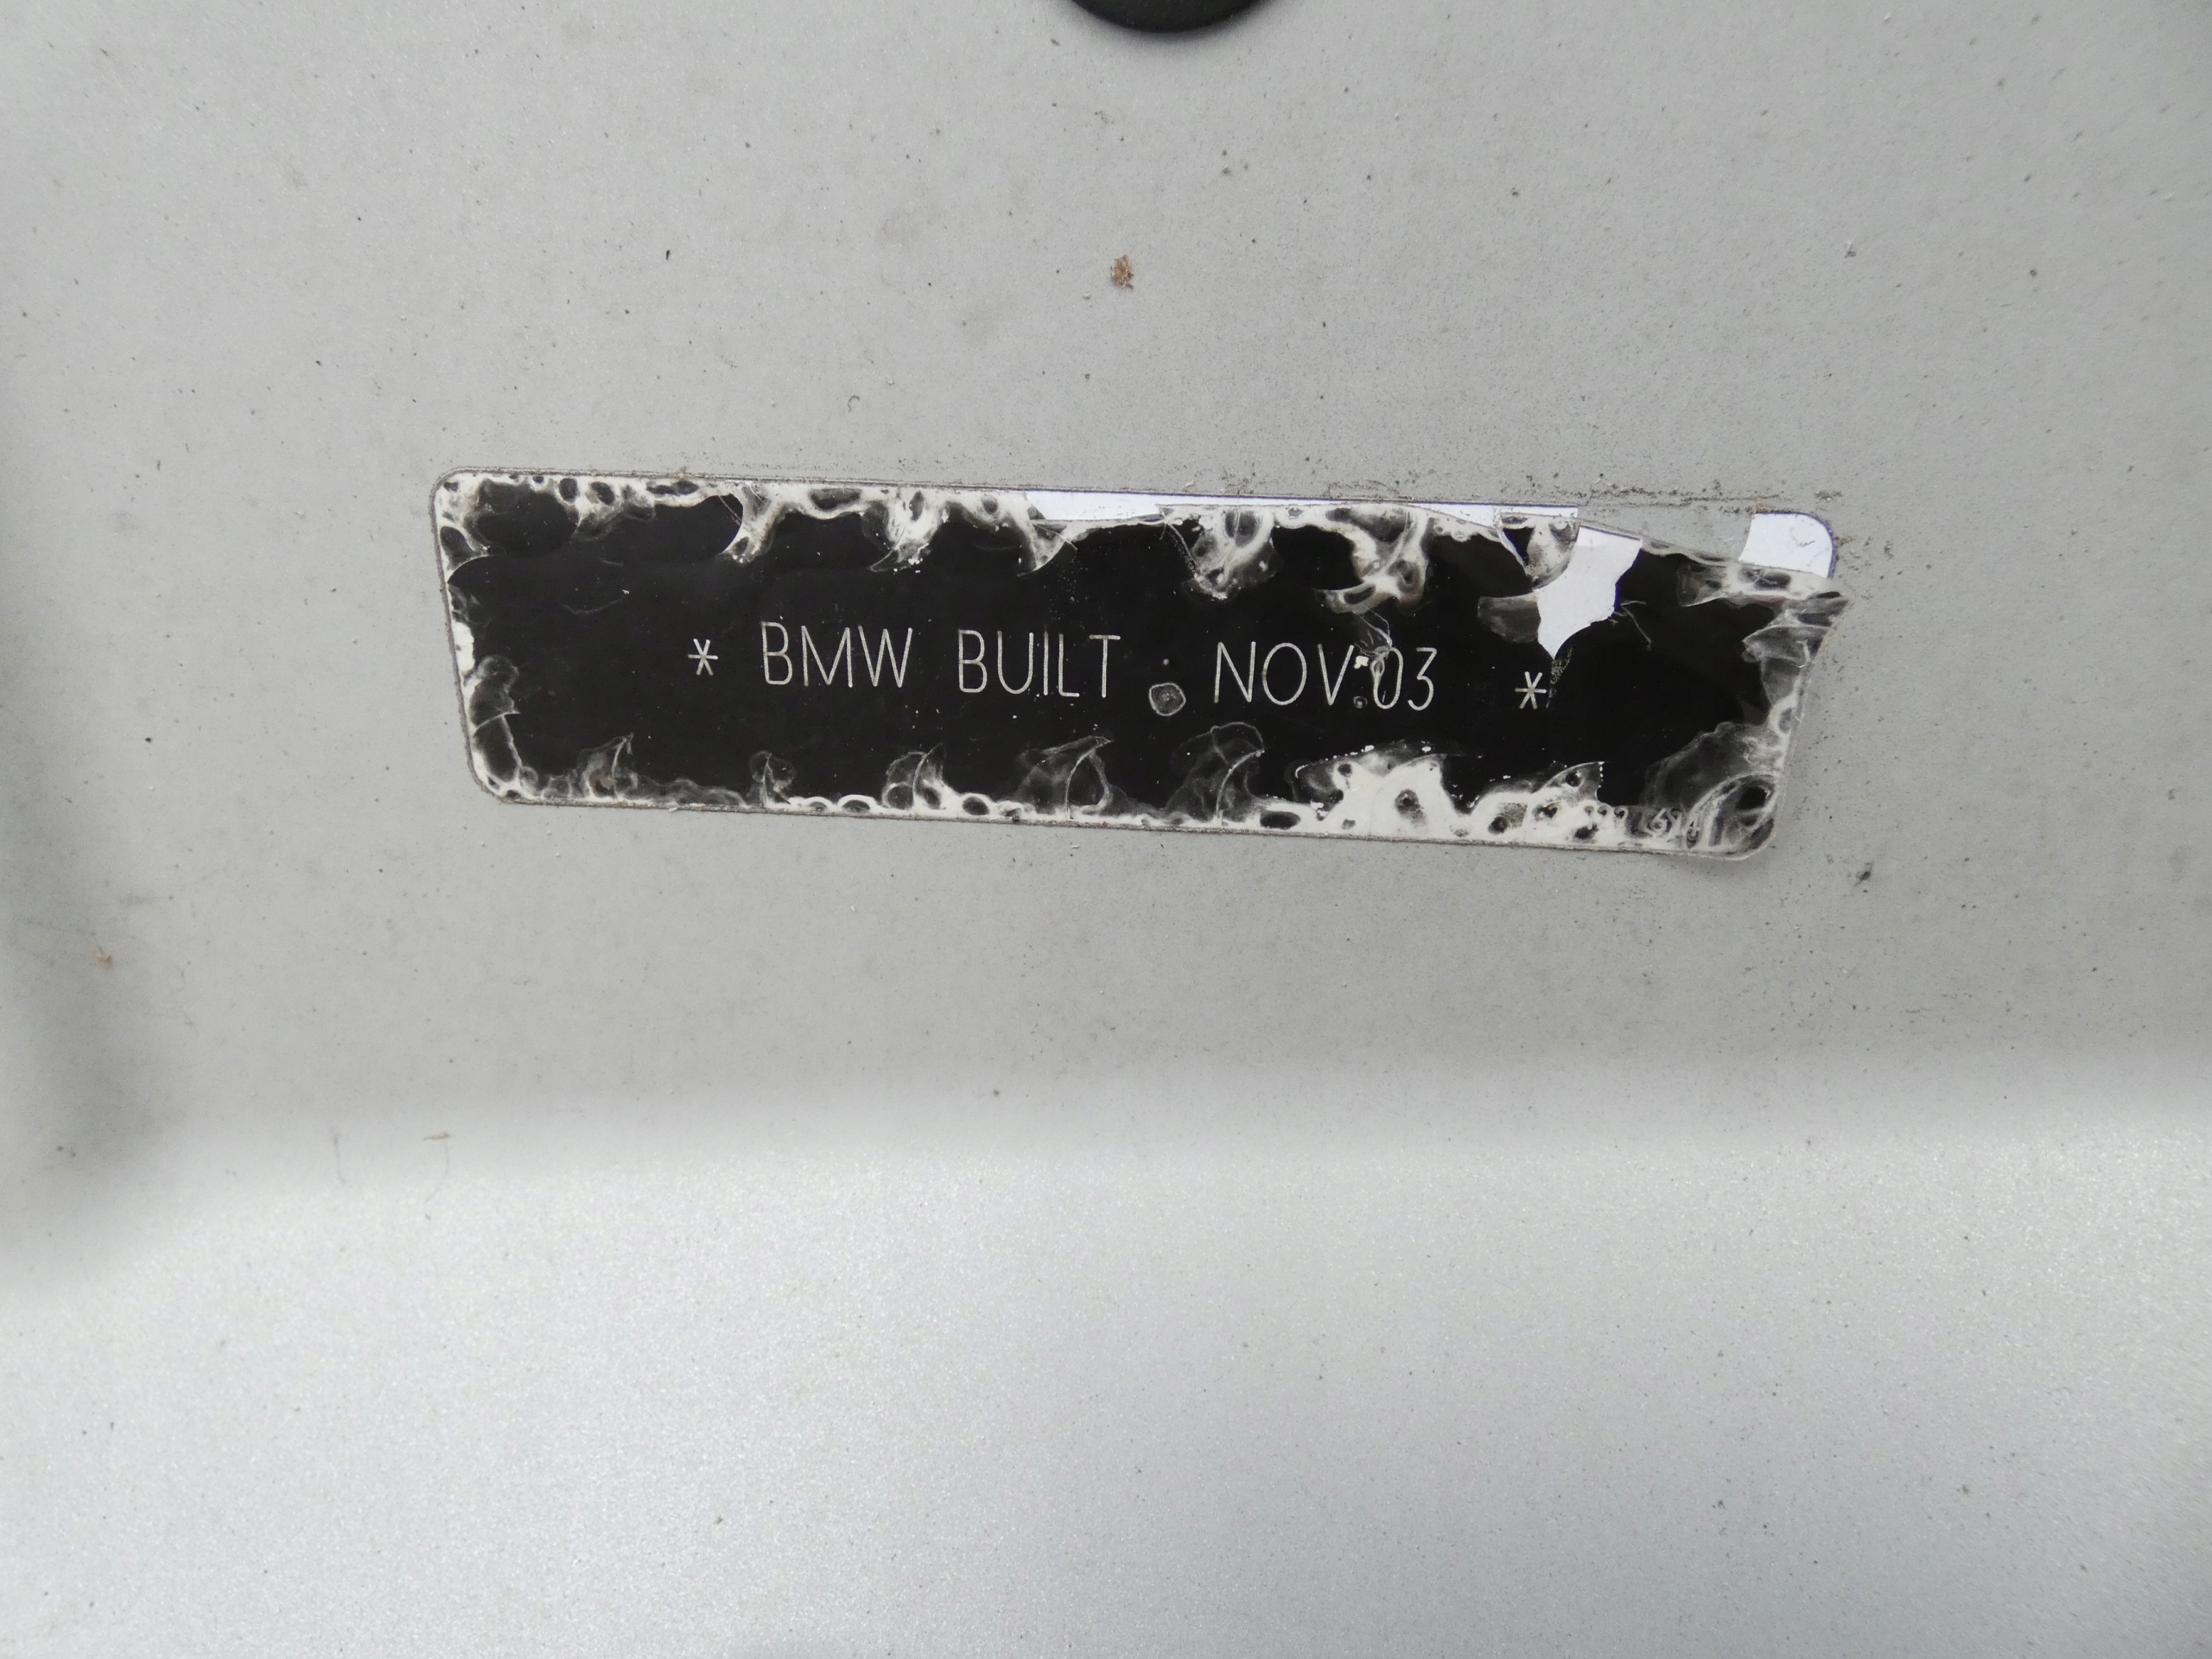 * BMW BUILT . NOV.03 *